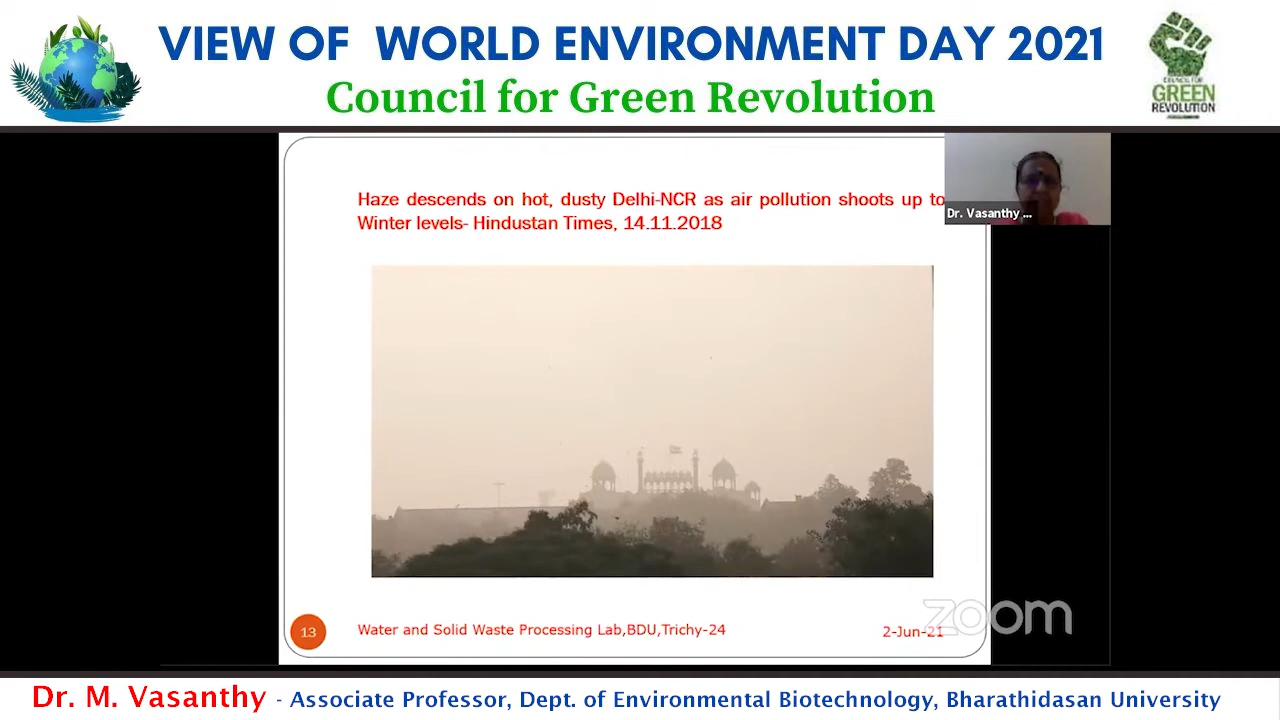 VIEW OF WORLD ENVIRONMENT DAY 2021
Council for Green Revolution
COUNCIL FOR
GREEN
REVOLUTION
Haze descends on hot, dusty Delhi-NCR as air pollution shoots up to
Winter levels- Hindustan Times, 14.11.2018
Dr. Vasanthy ...
13
Water and Solid Waste Processing Lab,BDU,Trichy-24
2-Jun-21
zoom
Dr. M. Vasanthy - Associate Professor, Dept. of Environmental Biotechnology, Bharathidasan University